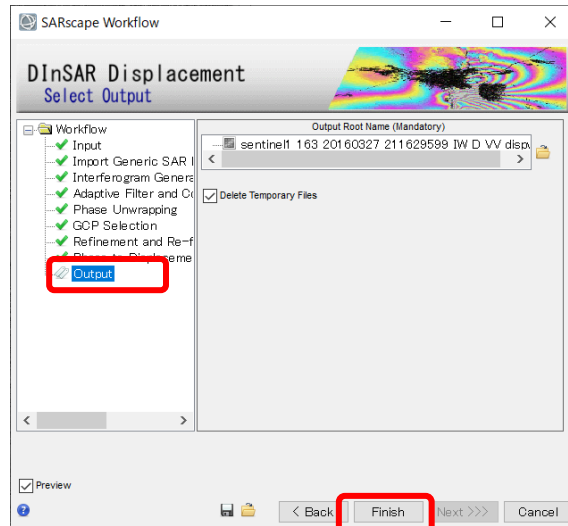 SARscape Workflow
DInSAR Displacement
Select Output
Workflow
Input
Import Generic SAR
Interferogram Genera
Adaptive Filter and Co
Phase Unwrapping
GCP Selection
Refinement and Re-f
Output
Output Root Name (Mandatory)
sentinel1 163 20160327 211629599 IW D VV disp
Delete Temporary Files
Preview
< Back
Finish
Next >>>
Cancel